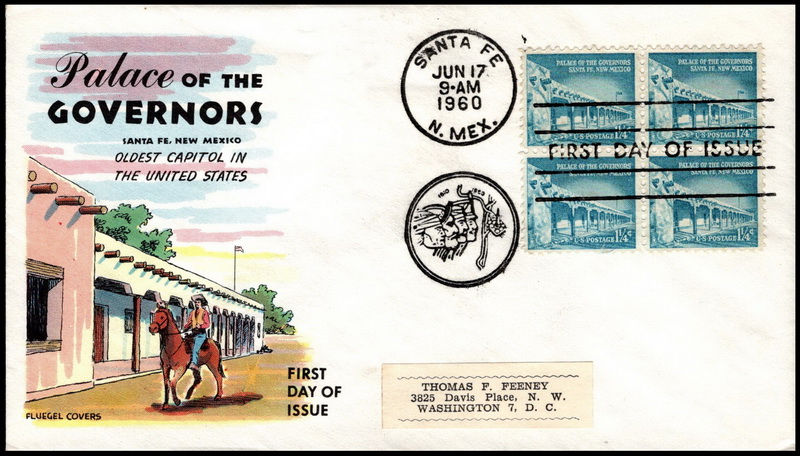 Palace OF THE
GOVERNORS
SANTA FE, NEW MEXICO
OLDEST CAPITOL IN
THE UNITED STATES
FIRST
DAY OF
ISSUE
FLUEGEL COVERS
SANTA FE
JUN 17
9-AM
1960
N. MEX.
1610 1960
PALACE OF THE GOVERNORS
SANTA FE, NEW MEXICO
U·S·POSTAGE 1¼¢
PALACE OF THE GOVERNORS
SANTA FE, NEW MEXICO
U·S·POSTAGE 1¼¢
FIRST DAY OF ISSUE
PALACE OF THE GOVERNORS
SANTA FE, NEW MEXICO
U·S·POSTAGE 1¼¢
PALACE OF THE GOVERNORS
SANTA FE, NEW MEXICO
U·S·POSTAGE 1¼¢
THOMAS F. FEENEY
3825 Davis Place, N. W.
WASHINGTON 7, D. C.